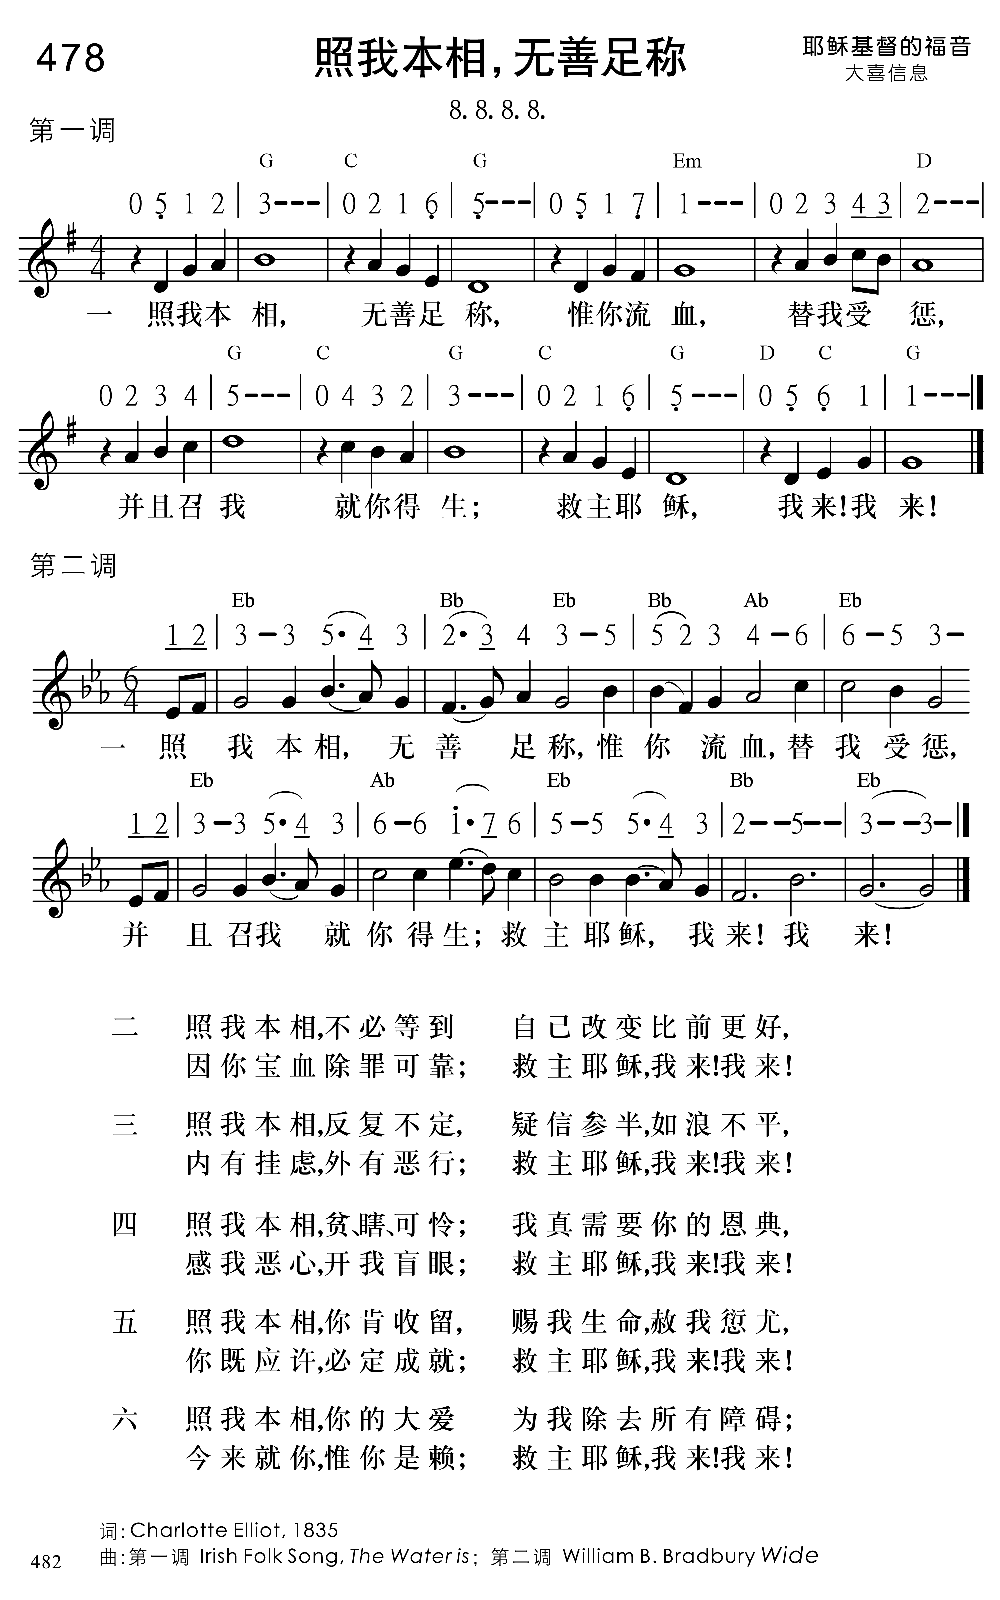 478
照我本相,无善足称
耶稣基督的福音
大喜信息
8. 8. 8. 8.
第一调
G C G Em D
0 5̣ 1 2 | 3--- | 0 2 1 6̣ | 5̣--- | 0 5̣ 1 7̣ | 1--- | 0 2 3 4 3 | 2--- |
一 照我本相, 无善足称, 惟你流血, 替我受惩,
G C G C G D C G
0 2 3 4 | 5--- | 0 4 3 2 | 3--- | 0 2 1 6̣ | 5̣--- | 0 5̣ 6̣ 1 | 1---
并且召我 就你得生; 救主耶稣, 我来!我来!
第二调
Eb Bb Eb Bb Ab Eb
1 2 | 3-3 5· 4 3 | 2· 3 4 3-5 | 5 2 3 4-6 | 6-5 3-
一 照我本相, 无善足称, 惟你流血, 替我受惩,
Eb Ab Eb Bb Eb
1 2 | 3-3 5· 4 3 | 6-6 1̇· 7 6 | 5-5 5· 4 3 | 2--5-- | 3--3-
并且召我 就你得生; 救主耶稣, 我来!我来!
二 照我本相,不必等到 自己改变比前更好,
因你宝血除罪可靠; 救主耶稣,我来!我来!
三 照我本相,反复不定, 疑信参半,如浪不平,
内有挂虑,外有恶行; 救主耶稣,我来!我来!
四 照我本相,贫、瞎、可怜; 我真需要你的恩典,
感我恶心,开我盲眼; 救主耶稣,我来!我来!
五 照我本相,你肯收留, 赐我生命,赦我愆尤,
你既应许,必定成就; 救主耶稣,我来!我来!
六 照我本相,你的大爱 为我除去所有障碍;
今来就你,惟你是赖; 救主耶稣,我来!我来!
词: Charlotte Elliot, 1835
曲: 第一调 Irish Folk Song, The Water is; 第二调 William B. Bradbury Wide
482